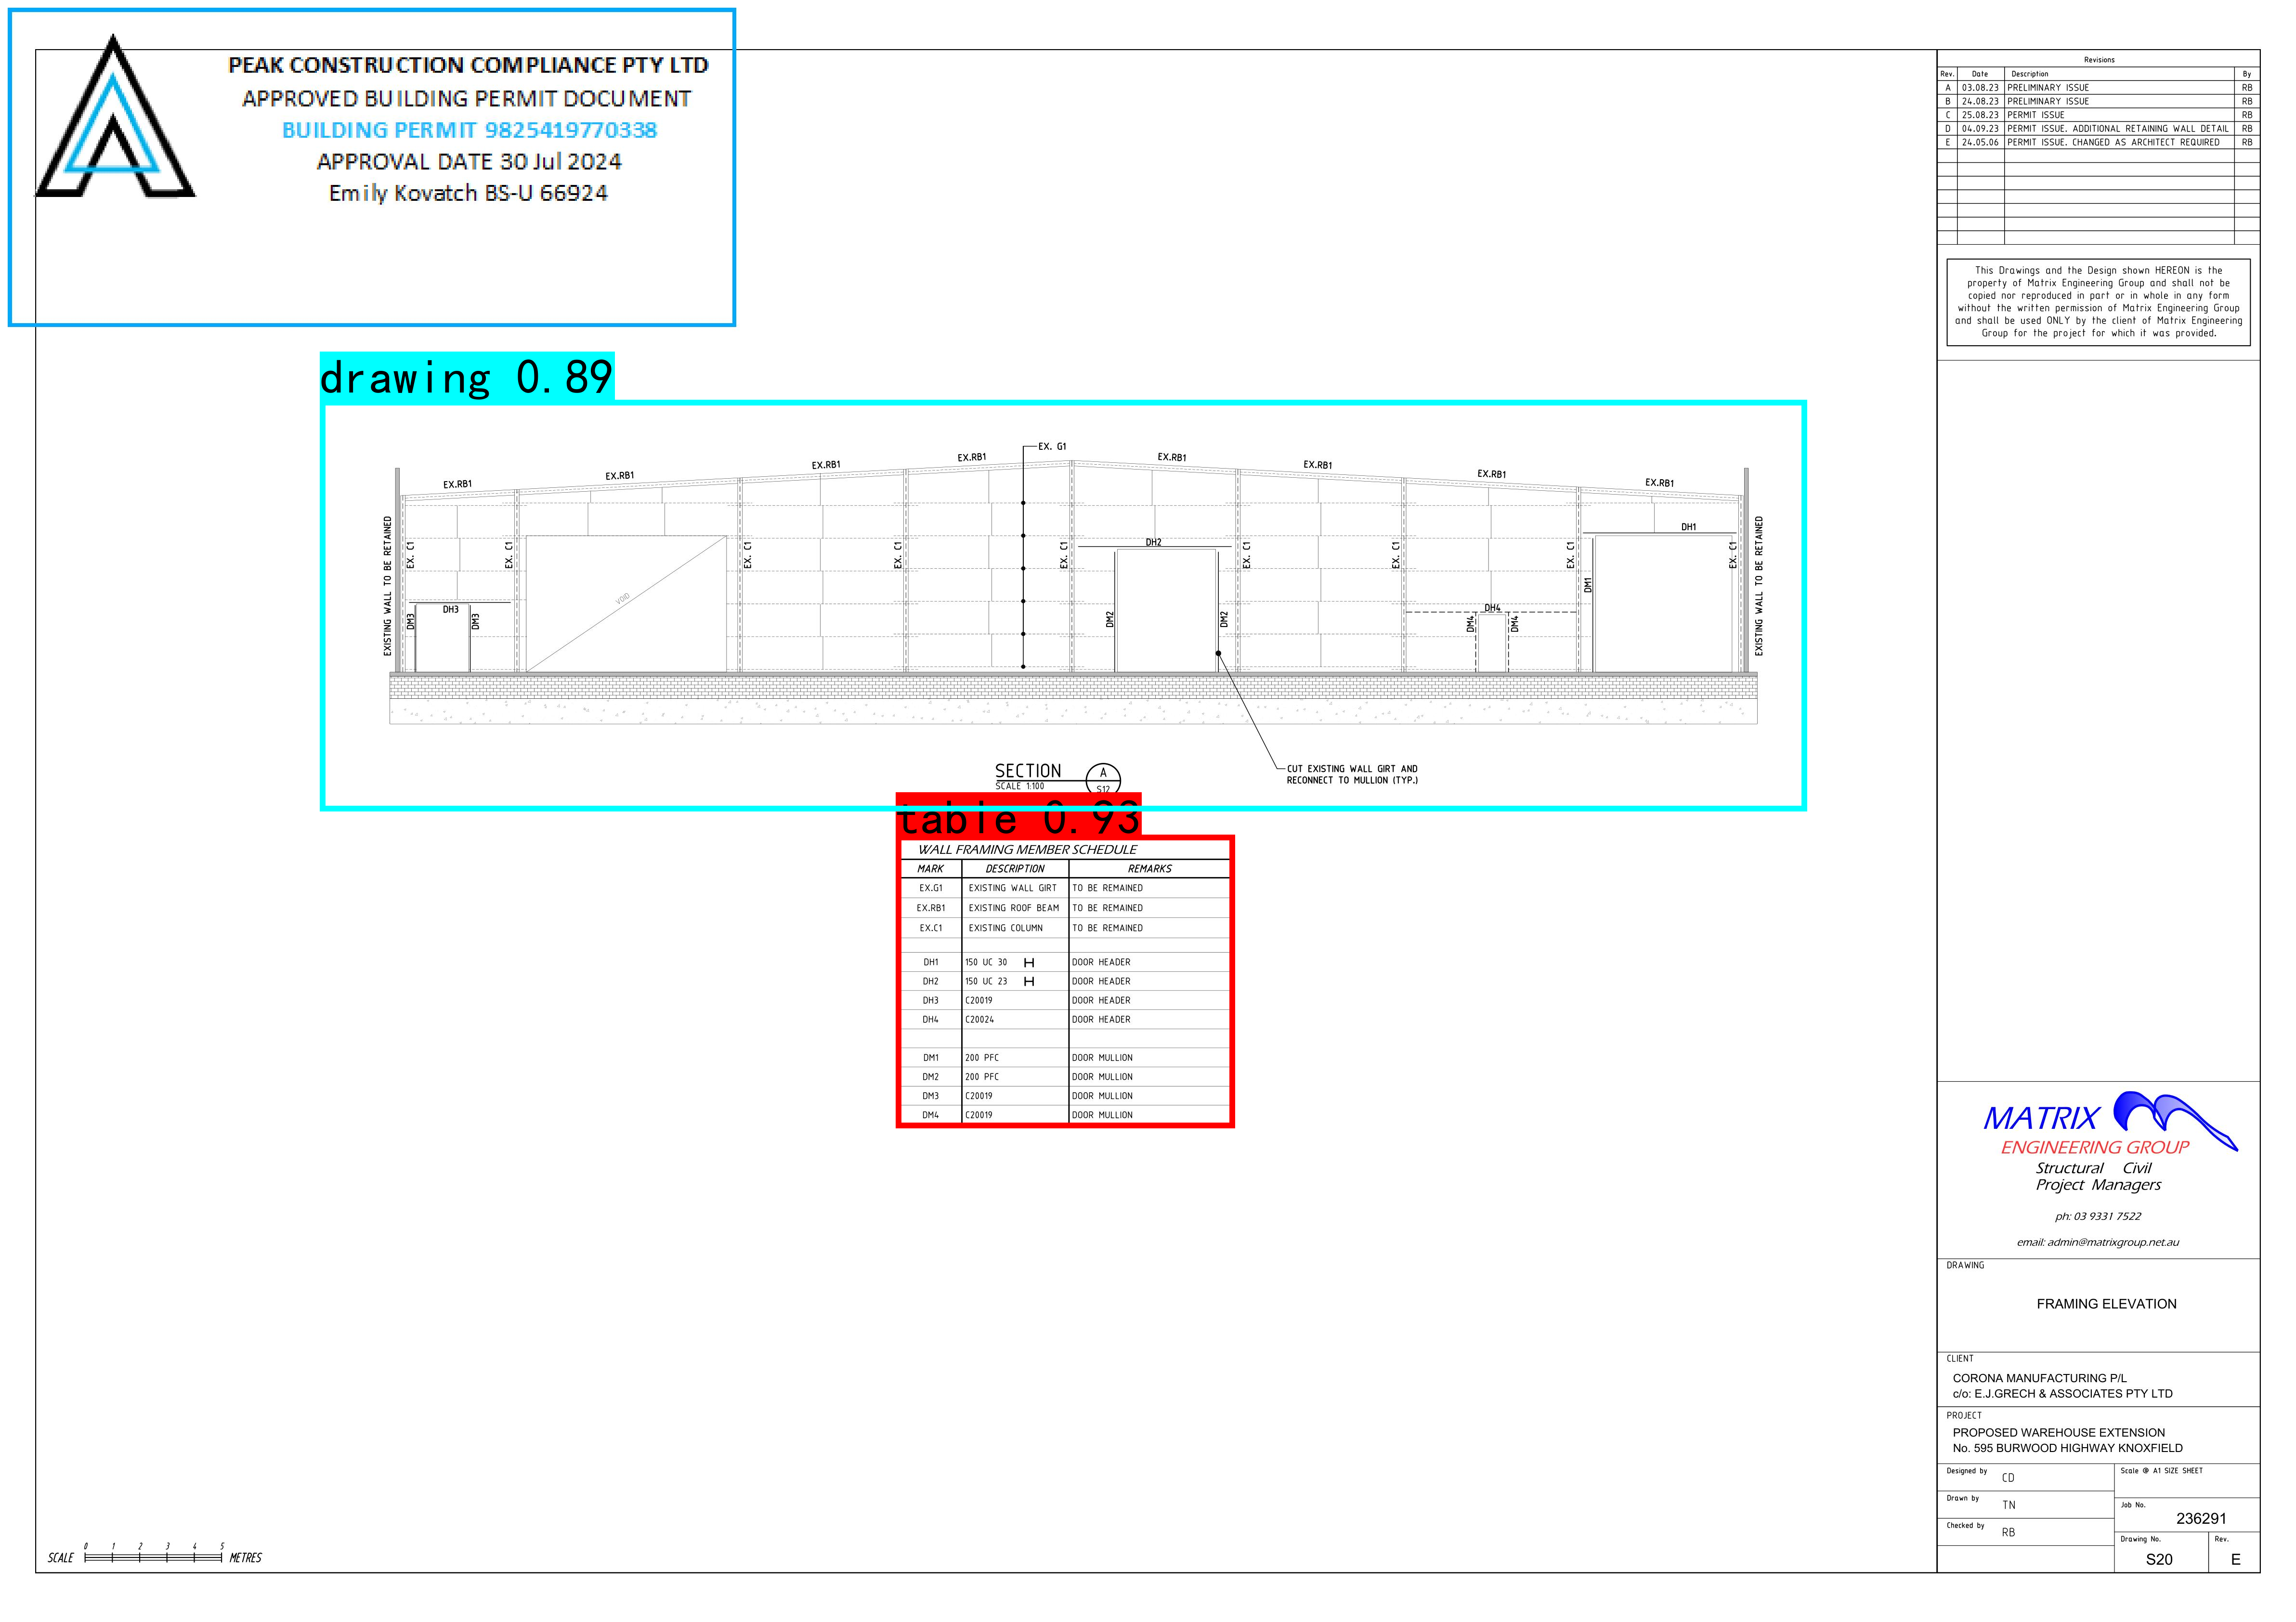 PEAK CONSTRUCTION COMPLIANCE PTY LTD
APPROVED BUILDING PERMIT DOCUMENT
BUILDING PERMIT 9825419770338
APPROVAL DATE 30 Jul 2024
Emily Kovatch BS-U 66924
Revisions
Rev. Date Description By
A 03.08.23 PRELIMINARY ISSUE RB
B 24.08.23 PRELIMINARY ISSUE RB
C 25.08.23 PERMIT ISSUE RB
D 04.09.23 PERMIT ISSUE. ADDITIONAL RETAINING WALL DETAIL RB
E 24.05.06 PERMIT ISSUE. CHANGED AS ARCHITECT REQUIRED RB
This Drawings and the Design shown HEREON is the
property of Matrix Engineering Group and shall not be
copied nor reproduced in part or in whole in any form
without the written permission of Matrix Engineering Group
and shall be used ONLY by the client of Matrix Engineering
Group for the project for which it was provided.
drawing 0.89
EX. G1
EX.RB1 EX.RB1 EX.RB1 EX.RB1 EX.RB1 EX.RB1 EX.RB1 EX.RB1
EXISTING WALL TO BE RETAINED
EX. C1 EX. C1 EX. C1 EX. C1 EX. C1 EX. C1 EX. C1 EX. C1 EX. C1
EXISTING WALL TO BE RETAINED
DH1
DH2
DM1
VOID
DH3
DM3 DM3
DM2 DM2
DH4
DM4 DM4
CUT EXISTING WALL GIRT AND
RECONNECT TO MULLION (TYP.)
SECTION A
SCALE 1:100 S12
table 0.93
WALL FRAMING MEMBER SCHEDULE
MARK DESCRIPTION REMARKS
EX.G1 EXISTING WALL GIRT TO BE REMAINED
EX.RB1 EXISTING ROOF BEAM TO BE REMAINED
EX.C1 EXISTING COLUMN TO BE REMAINED
DH1 150 UC 30 DOOR HEADER
DH2 150 UC 23 DOOR HEADER
DH3 C20019 DOOR HEADER
DH4 C20024 DOOR HEADER
DM1 200 PFC DOOR MULLION
DM2 200 PFC DOOR MULLION
DM3 C20019 DOOR MULLION
DM4 C20019 DOOR MULLION
MATRIX
ENGINEERING GROUP
Structural Civil
Project Managers
ph: 03 9331 7522
email: admin@matrixgroup.net.au
DRAWING
FRAMING ELEVATION
CLIENT
CORONA MANUFACTURING P/L
c/o: E.J.GRECH & ASSOCIATES PTY LTD
PROJECT
PROPOSED WAREHOUSE EXTENSION
No. 595 BURWOOD HIGHWAY KNOXFIELD
Designed by CD
Scale @ A1 SIZE SHEET
Drawn by TN
Job No.
236291
Checked by RB
Drawing No. Rev.
S20 E
SCALE 0 1 2 3 4 5 METRES